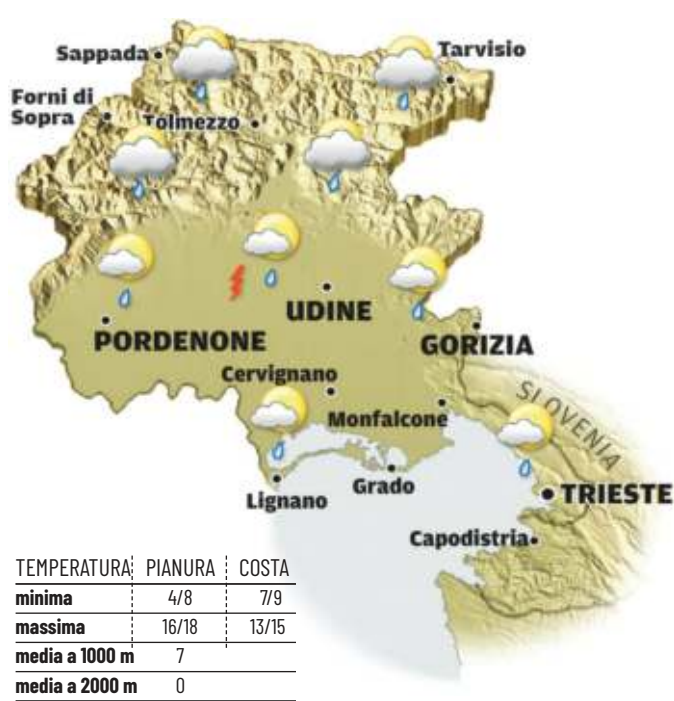 Sappada
Tarvisio
Forni di
Sopra
Tolmezzo
UDINE
PORDENONE
GORIZIA
Cervignano
SLOVENIA
Monfalcone
Grado
Lignano
TRIESTE
Capodistria
TEMPERATURA PIANURA COSTA
minima 4/8 7/9
massima 16/18 13/15
media a 1000 m 7
media a 2000 m 0